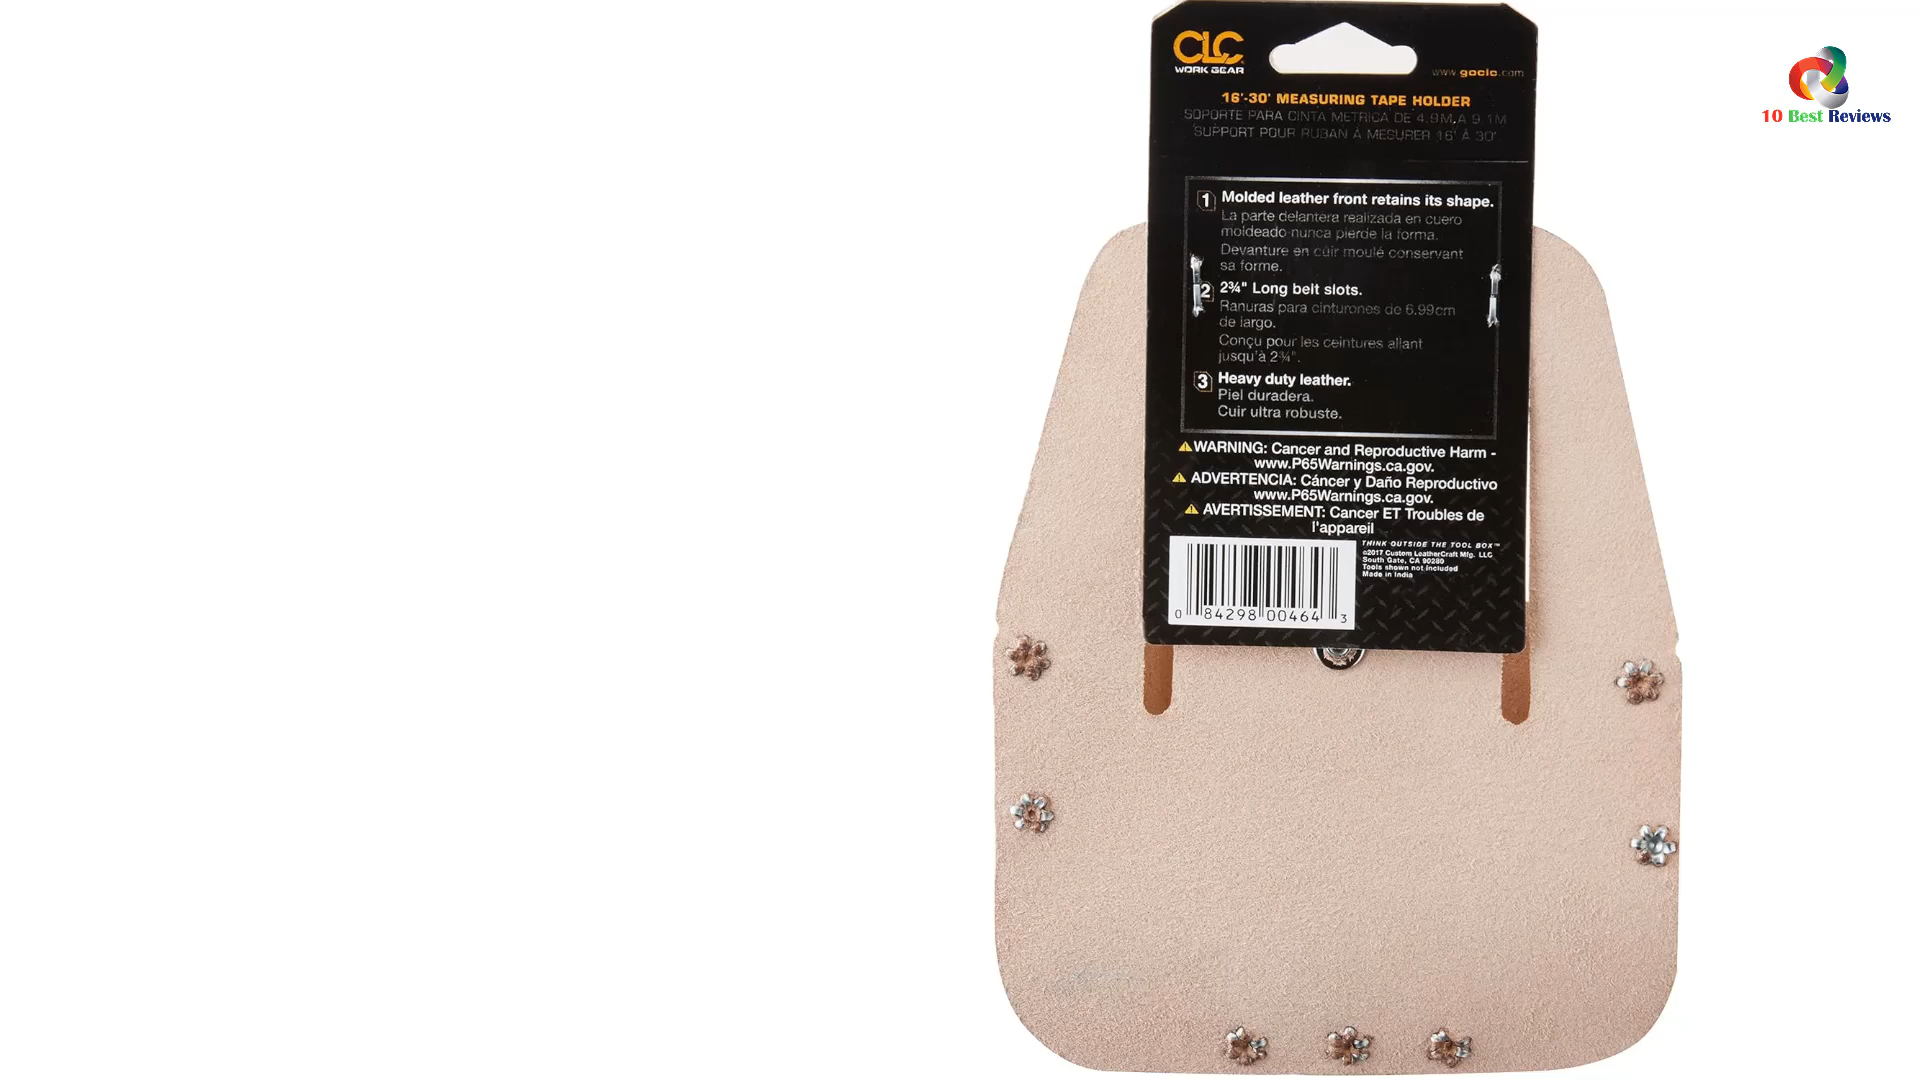 CLC
WORK GEAR
www.goclc.com
16'-30' MEASURING TAPE HOLDER
SOPORTE PARA CINTA METRICA DE 4.9M A 9.1M
SUPPORT POUR RUBAN À MESURER 16' À 30'
1 Molded leather front retains its shape.
La parte delantera realizada en cuero
moldeado nunca pierde la forma.
Devanture en cuir moulé conservant
sa forme.
2 2¾" Long belt slots.
Ranuras para cinturones de 6.99cm
de largo.
Conçu pour les ceintures allant
jusqu'à 2¾".
3 Heavy duty leather.
Piel duradera.
Cuir ultra robuste.
WARNING: Cancer and Reproductive Harm -
www.P65Warnings.ca.gov.
ADVERTENCIA: Cáncer y Daño Reproductivo
www.P65Warnings.ca.gov.
AVERTISSEMENT: Cancer ET Troubles de
l'appareil
THINK OUTSIDE THE TOOL BOX™
©2017 Custom LeatherCraft Mfg. LLC
South Gate, CA 90280
Tools shown not included
Made in India
0 84298 00464 3
10 Best Reviews